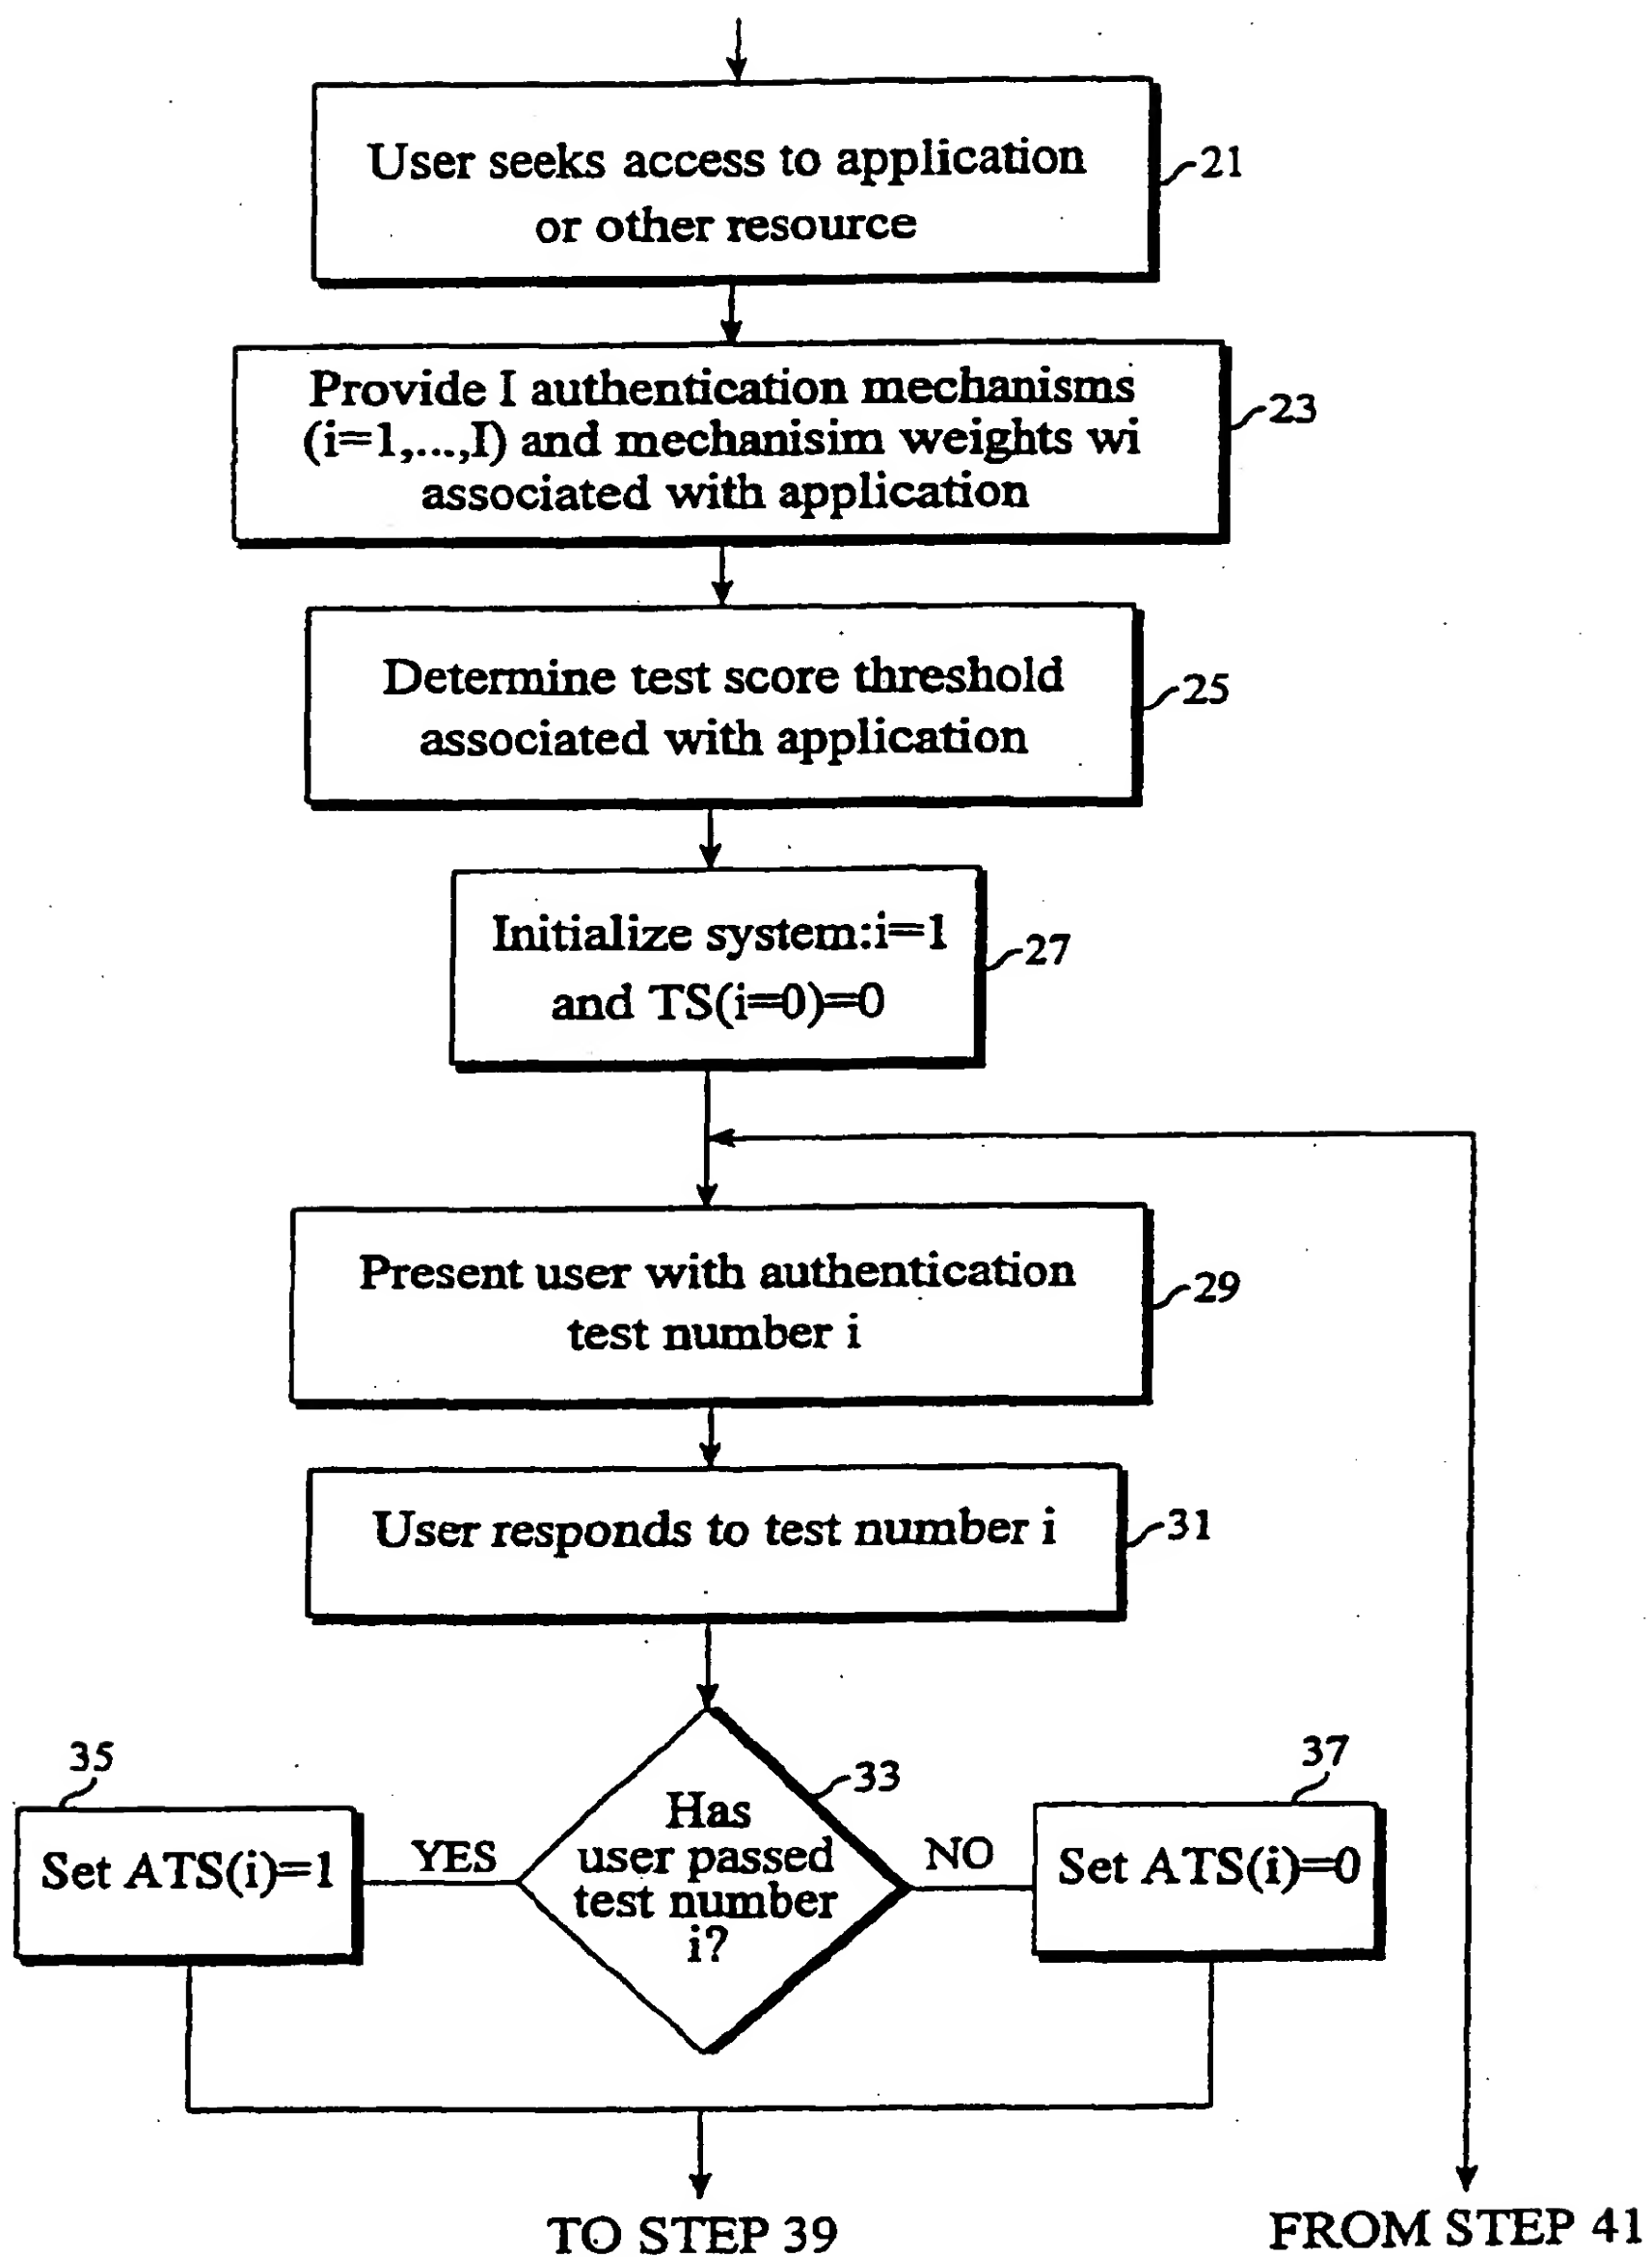 User seeks access to application
or other resource
21
Provide I authentication mechanisms
(i=1,...,I) and mechanisim weights wi
associated with application
23
Determine test score threshold
associated with application
25
Initialize system:i=1
and TS(i=0)=0
27
Present user with authentication
test number i
29
User responds to test number i
31
35
Set ATS(i)=1
YES
Has
user passed
test number
i?
33
NO
37
Set ATS(i)=0
TO STEP 39
FROM STEP 41